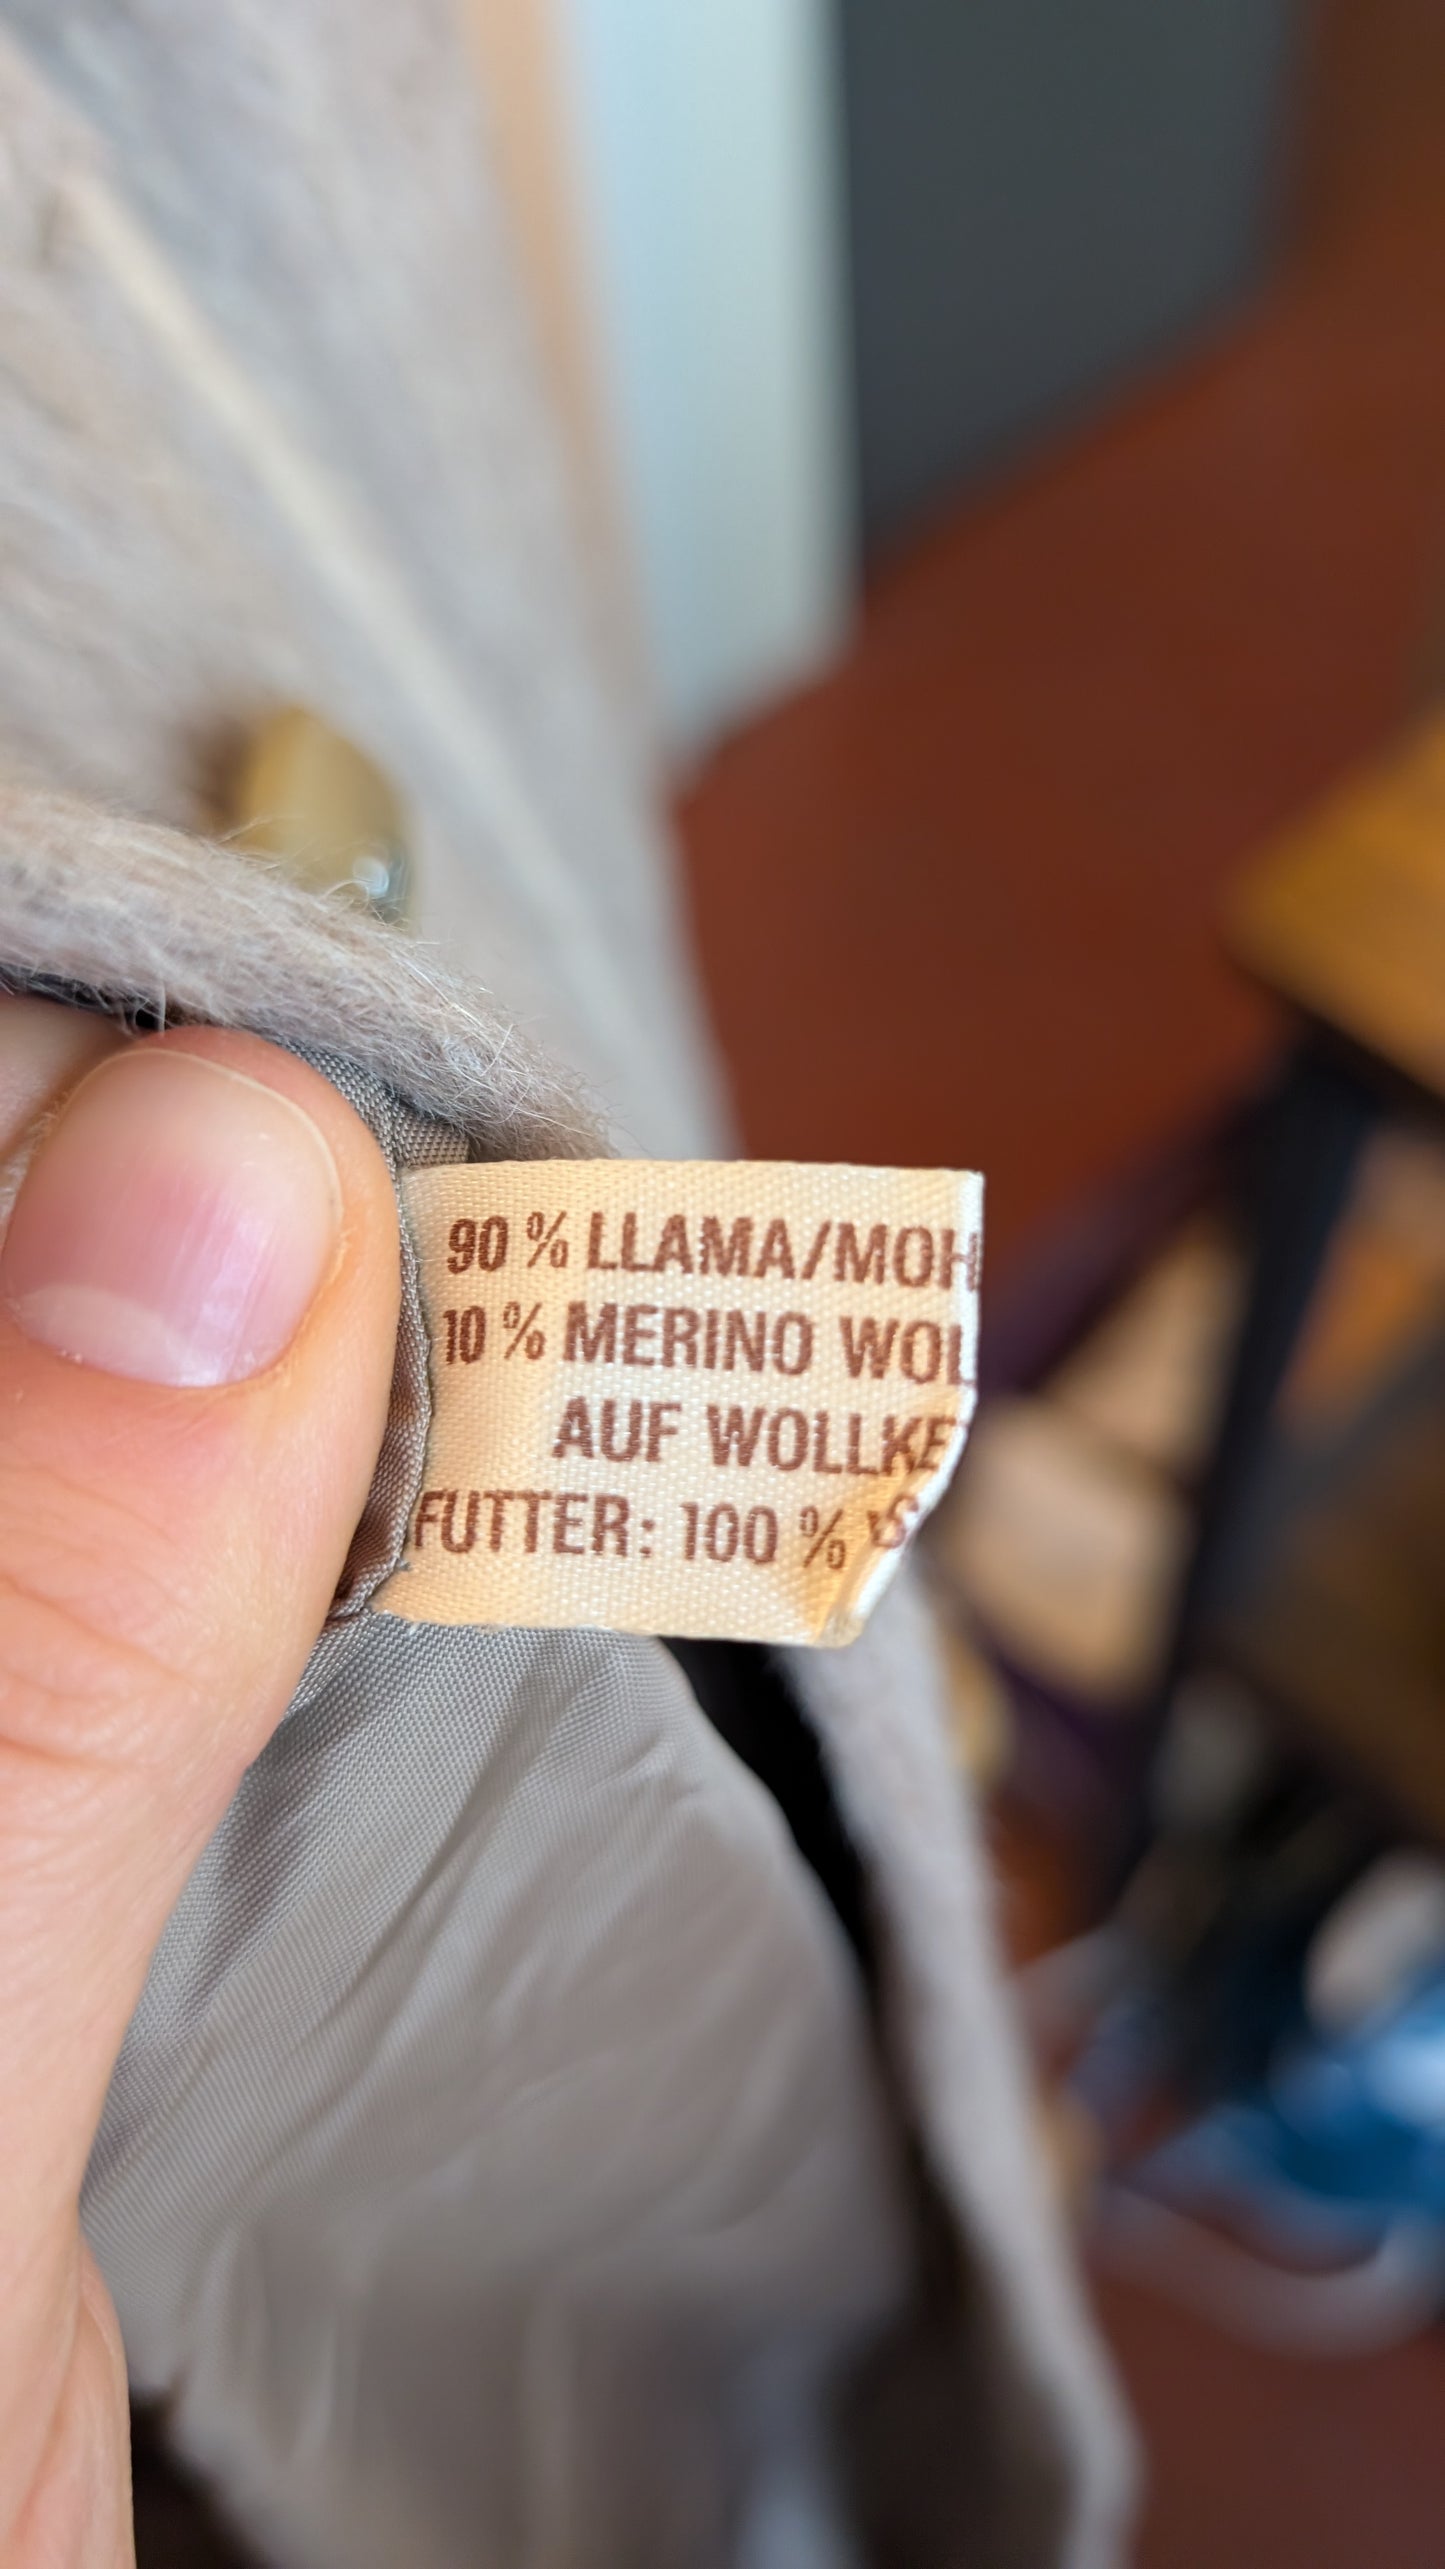 90 % LLAMA/MOH
10 % MERINO WOL
AUF WOLLKE
FUTTER: 100 %